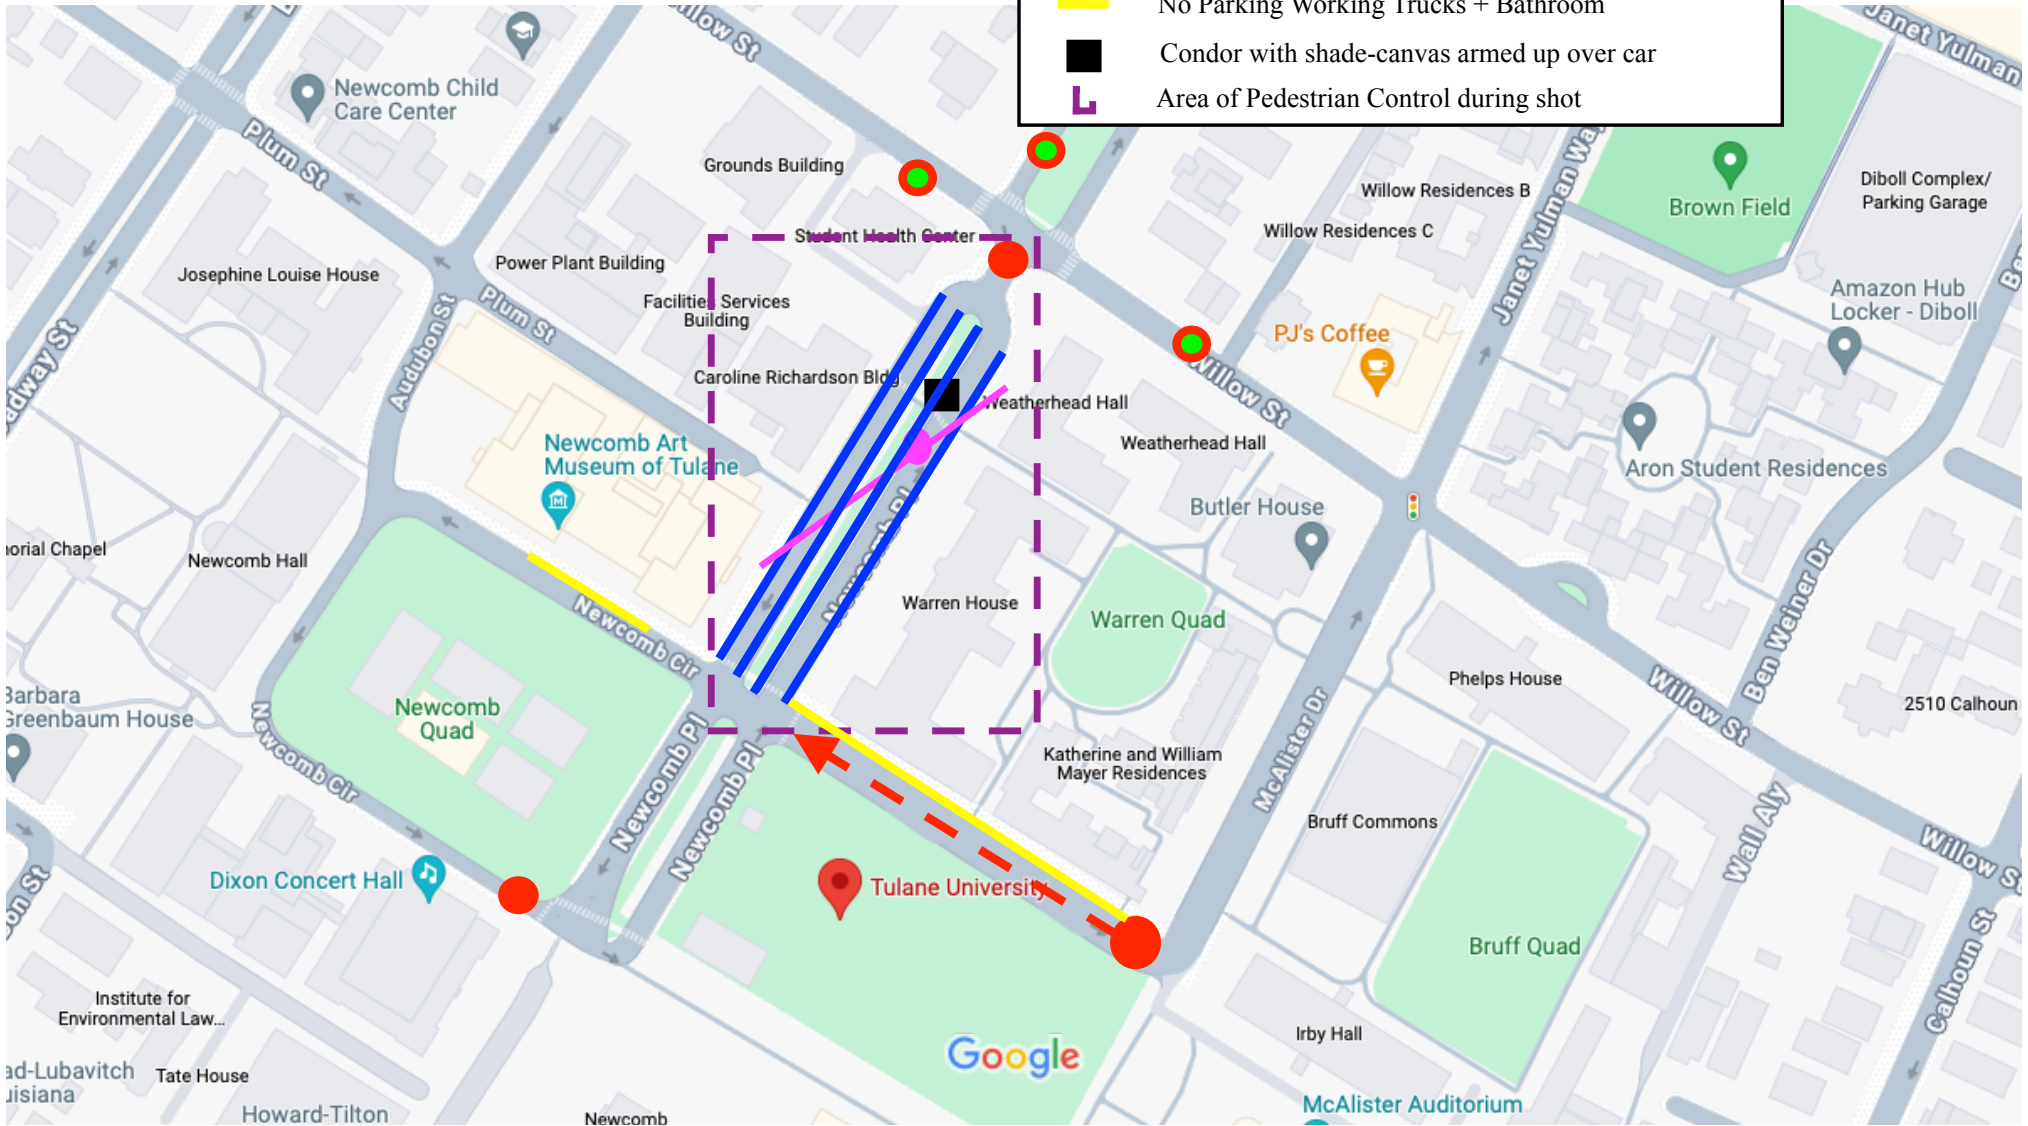 No Parking Working Trucks + Bathroom
Condor with shade-canvas armed up over car
Area of Pedestrian Control during shot
Willow St
Janet Yulman
Newcomb Child
Care Center
Plum St
Grounds Building
Willow Residences B
Willow Residences C
Janet Yulman Way
Brown Field
Diboll Complex/
Parking Garage
Student Health Center
Josephine Louise House
Power Plant Building
Plum St
Facilities Services
Building
Amazon Hub
Locker - Diboll
PJ's Coffee
Audubon St
Caroline Richardson Bldg
Weatherhead Hall
Weatherhead Hall
Willow St
Newcomb Art
Museum of Tulane
Aron Student Residences
Butler House
Newcomb Pl
Newcomb Hall
Warren House
Warren Quad
Newcomb Cir
Ben Weiner Dr
Phelps House
Willow St
2510 Calhoun
Barbara
Greenbaum House
Newcomb
Quad
Newcomb Cir
Newcomb Pl
Newcomb Pl
Katherine and William
Mayer Residences
McAlister Dr
Bruff Commons
Wall Aly
Willow St
Dixon Concert Hall
Tulane University
Bruff Quad
Calhoun St
Institute for
Environmental Law...
Irby Hall
Google
Tate House
Howard-Tilton
Newcomb
McAlister Auditorium